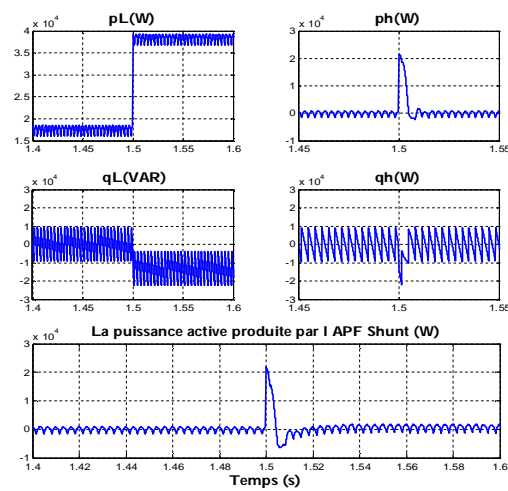 pL(W)
x 10^4
4
3.5
3
2.5
2
1.5
1.4 1.45 1.5 1.55 1.6
ph(W)
x 10^4
3
2
1
0
-1
1.45 1.5 1.55
qL(VAR)
x 10^4
3
2
1
0
-1
-2
-3
1.4 1.45 1.5 1.55 1.6
qh(W)
x 10^4
3
2
1
0
-1
-2
-3
1.45 1.5 1.55
La puissance active produite par l APF Shunt (W)
x 10^4
3
2
1
0
-1
1.4 1.42 1.44 1.46 1.48 1.5 1.52 1.54 1.56 1.58 1.6
Temps (s)